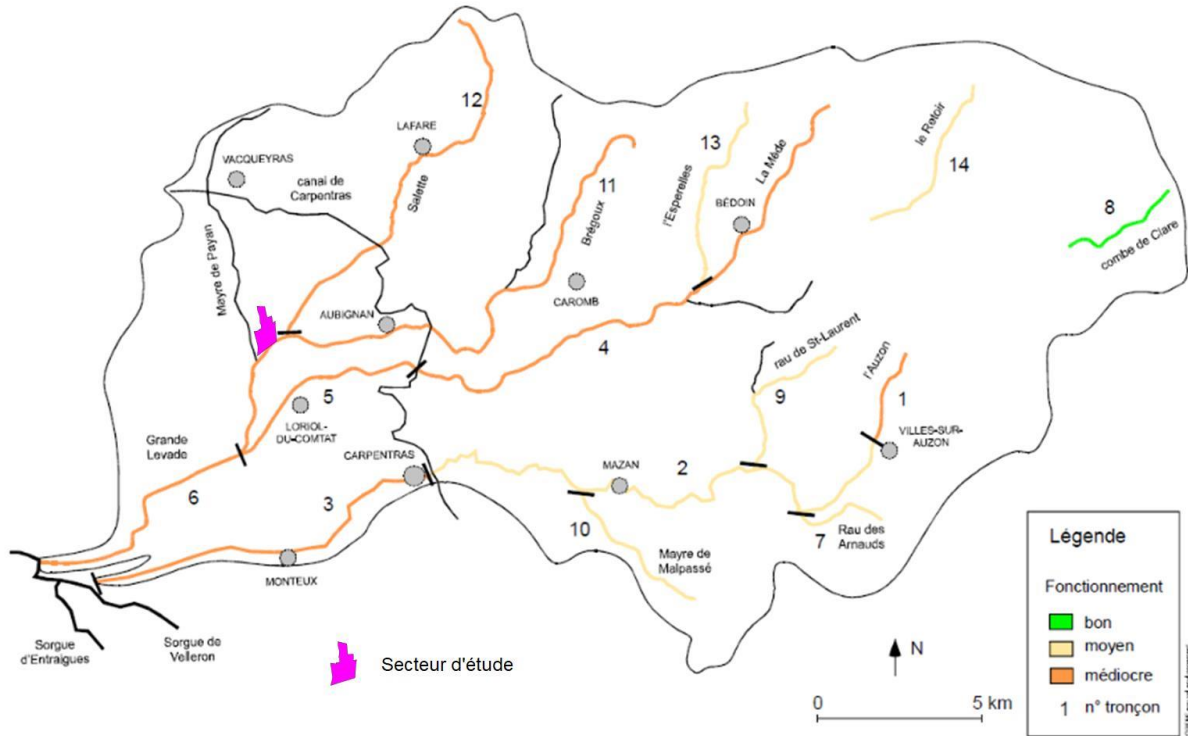 12
LAFARE
VACQUEYRAS
canal de
Carpentras
Salette
Mayre de Payan
11
Brégoux
13
l'Esperelles
La Mède
BÉDOIN
le Retoir
14
8
combe de Clare
CAROMB
AUBIGNAN
4
5
LORIOL-
DU-COMTAT
rau de St-Laurent
l'Auzon
9
1
VILLES-SUR-
AUZON
Grande
Levade
CARPENTRAS
6
3
MAZAN
2
10
7
Rau des
Arnauds
Mayre de
Malpassé
MONTEUX
Sorgue
d'Entraigues
Sorgue de
Velleron
Secteur d'étude
N
0
5 km
Légende
Fonctionnement
bon
moyen
médiocre
1 n° tronçon